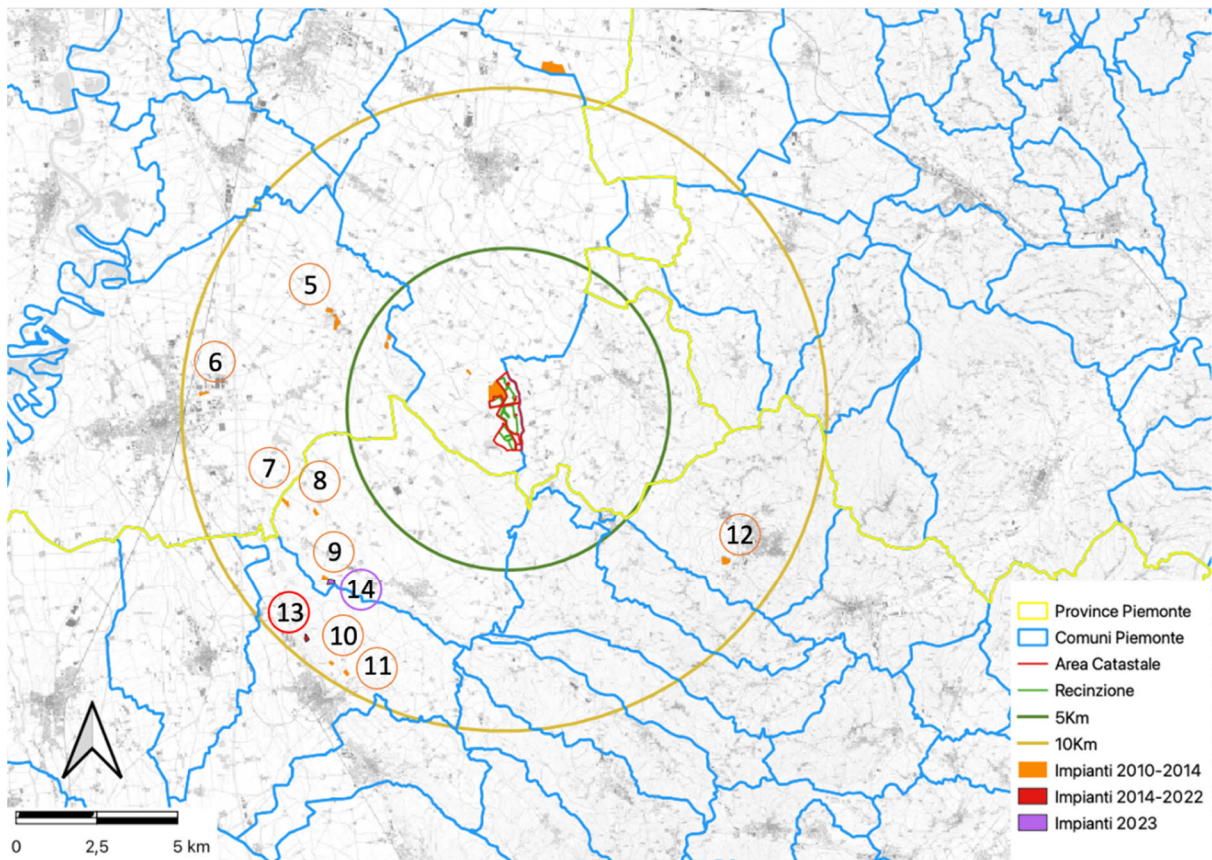 5
6
7
8
9
12
14
13
10
11
Province Piemonte
Comuni Piemonte
Area Catastale
Recinzione
5Km
10Km
Impianti 2010-2014
Impianti 2014-2022
Impianti 2023
0 2,5 5 km